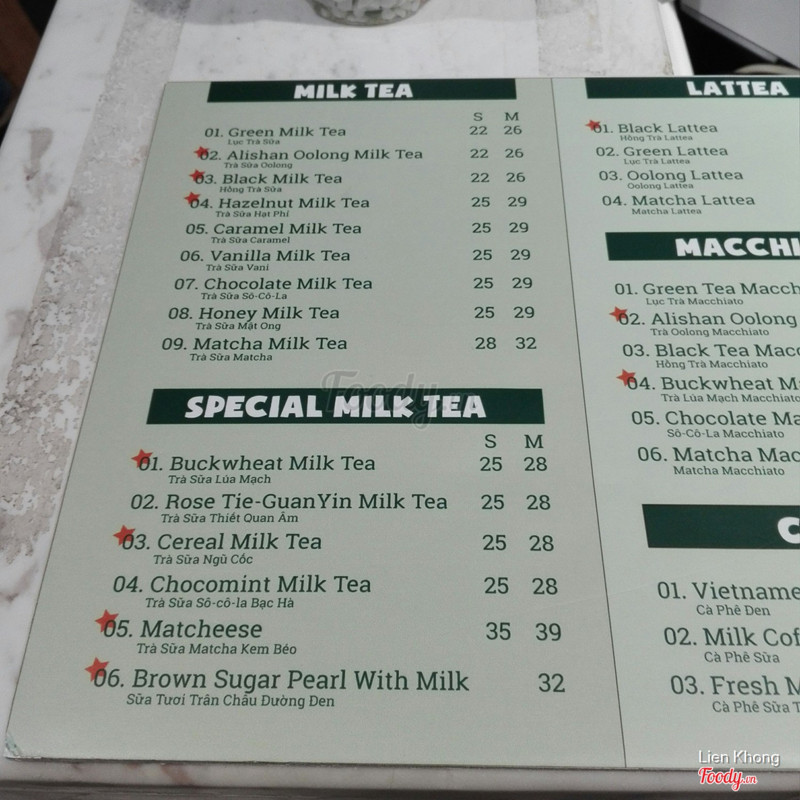 MILK TEA
S M
01. Green Milk Tea 22 26
Lục Trà Sữa
02. Alishan Oolong Milk Tea 22 26
Trà Sữa Oolong
03. Black Milk Tea 22 26
Hồng Trà Sữa
04. Hazelnut Milk Tea 25 29
Trà Sữa Hạt Phỉ
05. Caramel Milk Tea 25 29
Trà Sữa Caramel
06. Vanilla Milk Tea 25 29
Trà Sữa Vani
07. Chocolate Milk Tea 25 29
Trà Sữa Sô-Cô-La
08. Honey Milk Tea 25 29
Trà Sữa Mật Ong
09. Matcha Milk Tea 28 32
Trà Sữa Matcha
SPECIAL MILK TEA
S M
01. Buckwheat Milk Tea 25 28
Trà Sữa Lúa Mạch
02. Rose Tie-GuanYin Milk Tea 25 28
Trà Sữa Thiết Quan Âm
03. Cereal Milk Tea 25 28
Trà Sữa Ngũ Cốc
04. Chocomint Milk Tea 25 28
Trà Sữa Sô-cô-la Bạc Hà
05. Matcheese 35 39
Trà Sữa Matcha Kem Béo
06. Brown Sugar Pearl With Milk 32
Sữa Tươi Trân Châu Đường Đen
LATTEA
01. Black Lattea
Hồng Trà Lattea
02. Green Lattea
Lục Trà Lattea
03. Oolong Lattea
Oolong Lattea
04. Matcha Lattea
Matcha Lattea
MACCHI
01. Green Tea Macch
Lục Trà Macchiato
02. Alishan Oolong
Trà Oolong Macchiato
03. Black Tea Macc
Hồng Trà Macchiato
04. Buckwheat M
Trà Lúa Mạch Macchiato
05. Chocolate Ma
Sô-Cô-La Macchiato
06. Matcha Mac
Matcha Macchiato
C
01. Vietname
Cà Phê Đen
02. Milk Cof
Cà Phê Sữa
03. Fresh M
Cà Phê Sữa T
Foody.vn
Lien Khong
Foody.vn